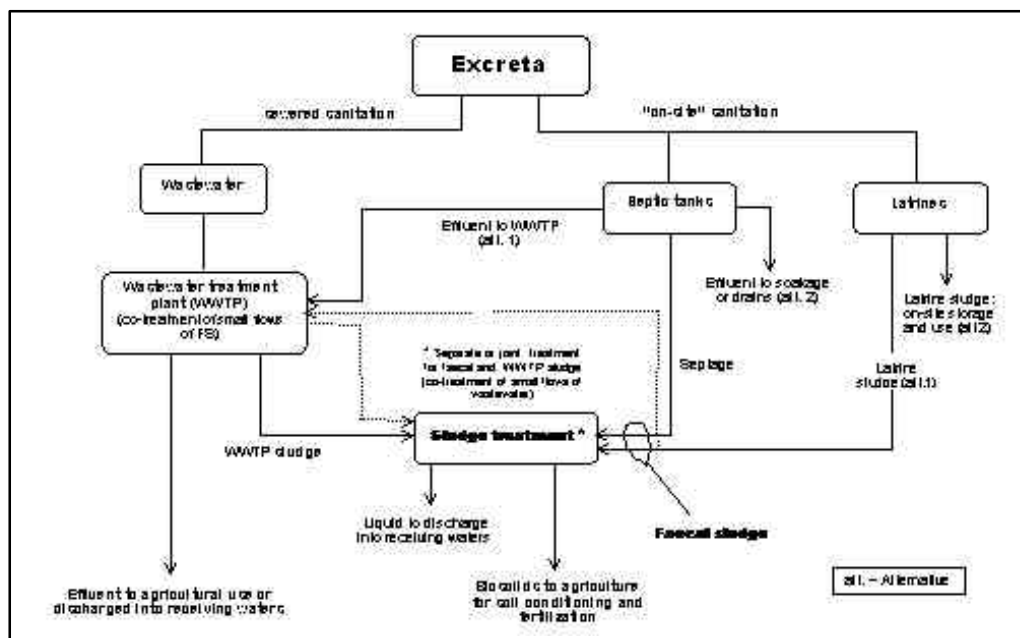 Excreta
sewered sanitation
"on-site" sanitation
Wastewater
Septic tanks
Latrines
Effluent to WWTP
(alt. 1)
Wastewater treatment
plant (WWTP)
(co-treatment of small flows
of FS)
Effluent to soakage
or drains (alt. 2)
Latrine sludge:
on-site storage
and use (alt 2)
* Separate or joint treatment
for faecal and WWTP sludge
(co-treatment of small flows of
wastewater)
Septage
Latrine
sludge (alt.1)
Sludge treatment *
WWTP sludge
Liquid to discharge
into receiving waters
Faecal sludge
Effluent to agricultural use or
discharged into receiving waters
Biosolids to agriculture
for soil conditioning and
fertilization
alt. – Alternative